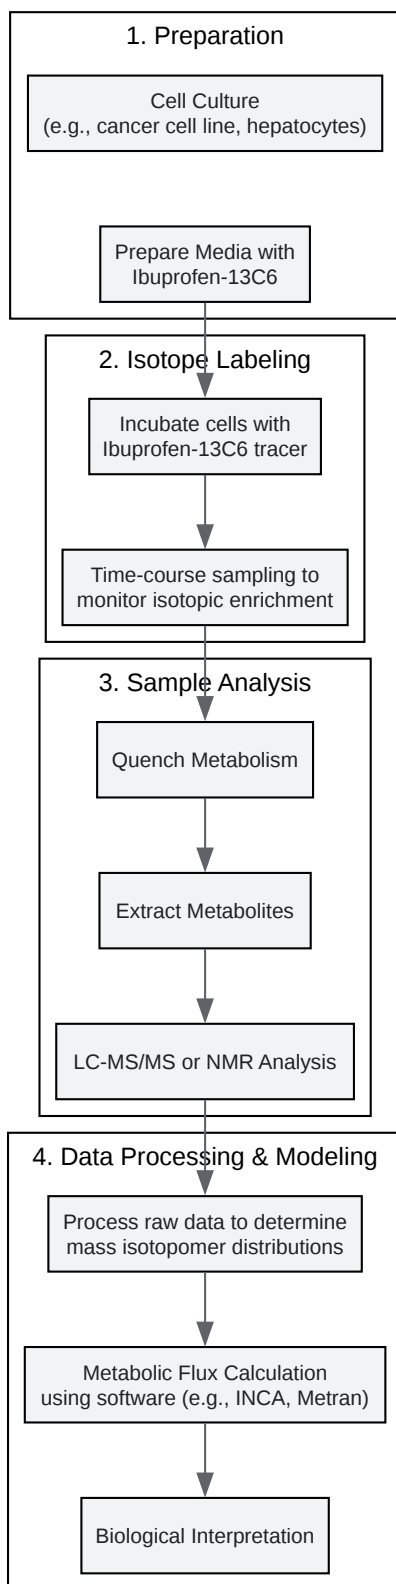 1. Preparation
Cell Culture
(e.g., cancer cell line, hepatocytes)
Prepare Media with
Ibuprofen-13C6
2. Isotope Labeling
Incubate cells with
Ibuprofen-13C6 tracer
Time-course sampling to
monitor isotopic enrichment
3. Sample Analysis
Quench Metabolism
Extract Metabolites
LC-MS/MS or NMR Analysis
4. Data Processing & Modeling
Process raw data to determine
mass isotopomer distributions
Metabolic Flux Calculation
using software (e.g., INCA, Metran)
Biological Interpretation